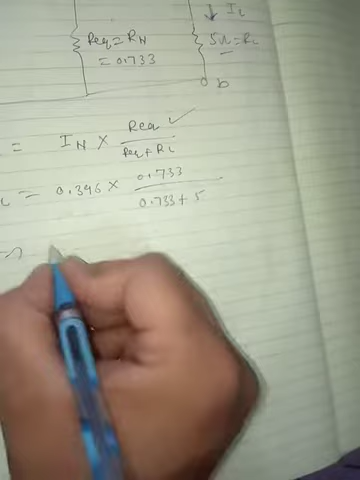 ↓ I_L
Req = R_N
= 0.733
5Ω = R_L
b
= I_N × Req / Req + R_L ✓
= 0.346 × 0.733 / 0.733 + 5